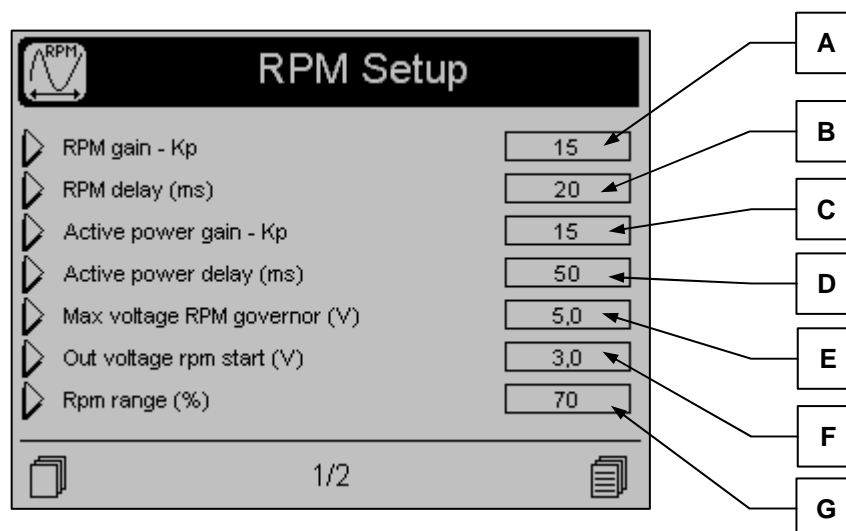 RPM
RPM Setup
RPM gain - Kp 15
RPM delay (ms) 20
Active power gain - Kp 15
Active power delay (ms) 50
Max voltage RPM governor (V) 5,0
Out voltage rpm start (V) 3,0
Rpm range (%) 70
1/2
A
B
C
D
E
F
G